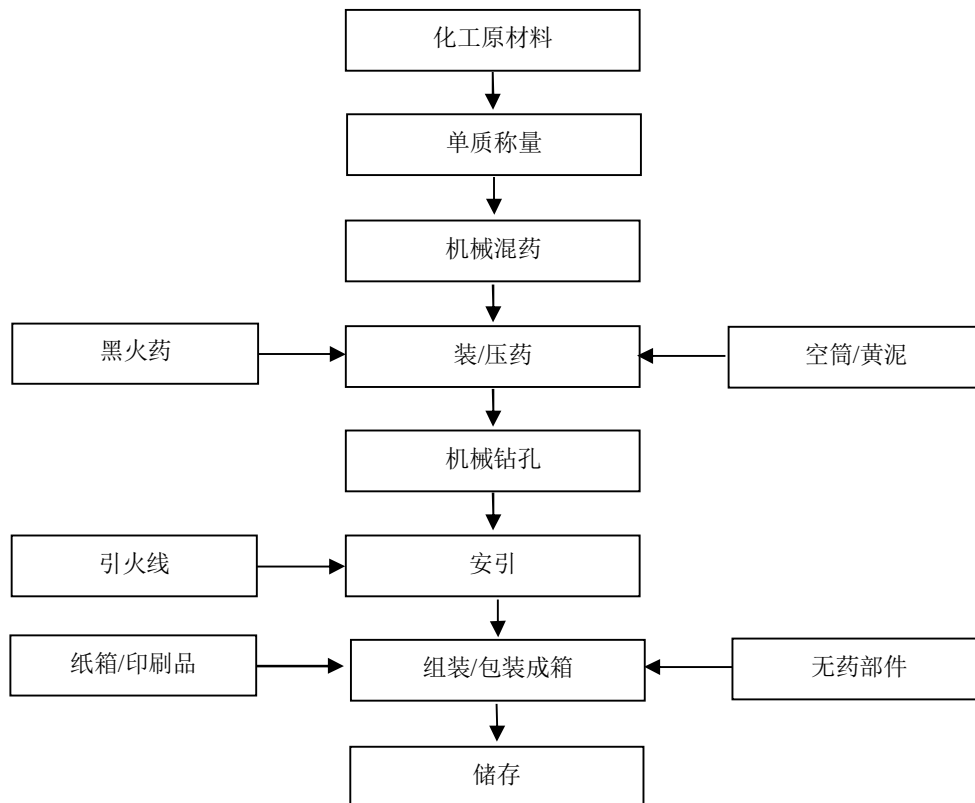 化工原材料
单质称量
机械混药
黑火药
装/压药
空筒/黄泥
机械钻孔
引火线
安引
纸箱/印刷品
组装/包装成箱
无药部件
储存